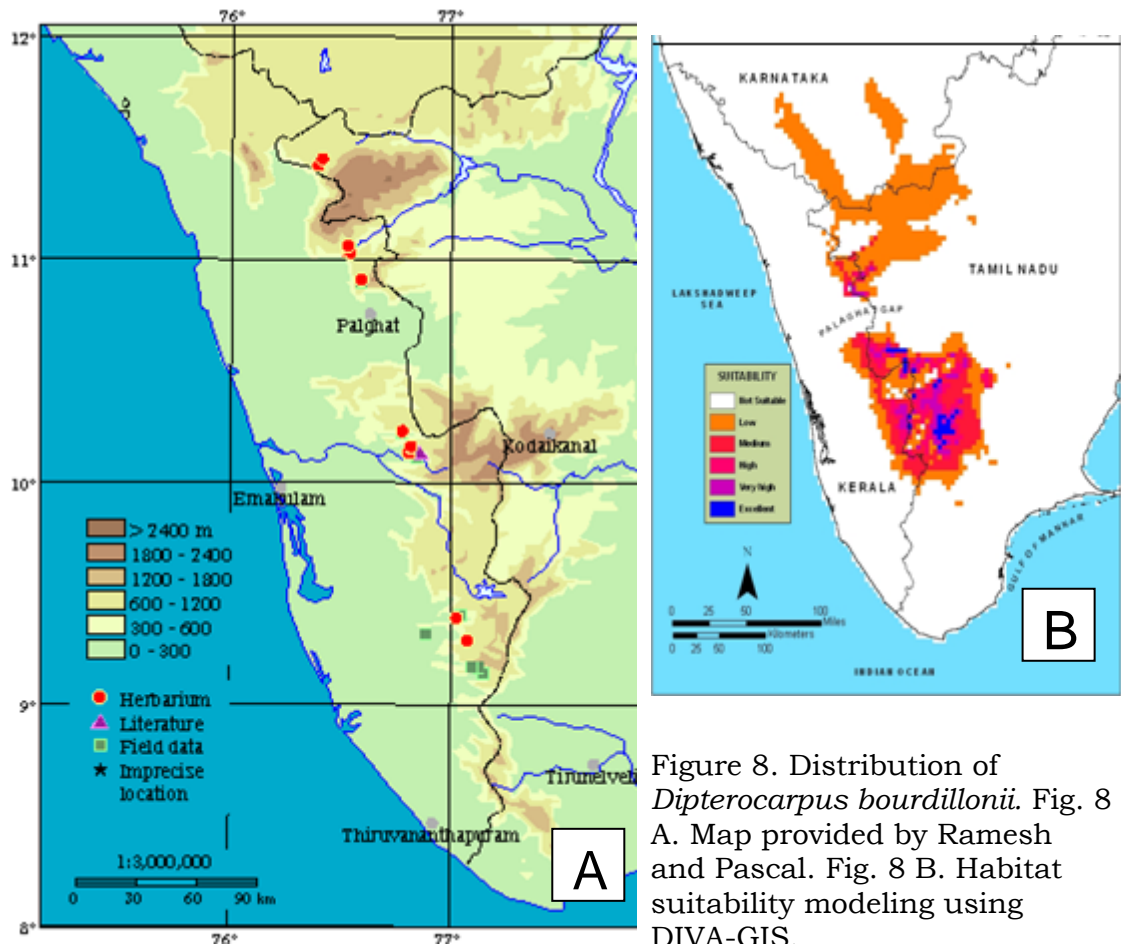 76°
77°
12°
11°
Palghat
Kodaikanal
10°
Ernakulam
> 2400 m
1800 - 2400
1200 - 1800
600 - 1200
300 - 600
0 - 300
Herbarium
Literature
Field data
Imprecise
location
9°
Tirunelveli
Thiruvananthapuram
1:3,000,000
0 30 60 90 km
A
8°
76°
77°
KARNATAKA
TAMIL NADU
LAKSHADWEEP
SEA
PALAGHAT GAP
SUITABILITY
Not Suitable
Low
Medium
High
Very high
Excellent
KERALA
GULF OF MANNAR
N
0 25 50 100
Miles
Kilometers
0 25 50 100
B
INDIAN OCEAN
Figure 8. Distribution of
Dipterocarpus bourdillonii. Fig. 8
A. Map provided by Ramesh
and Pascal. Fig. 8 B. Habitat
suitability modeling using
DIVA-GIS.